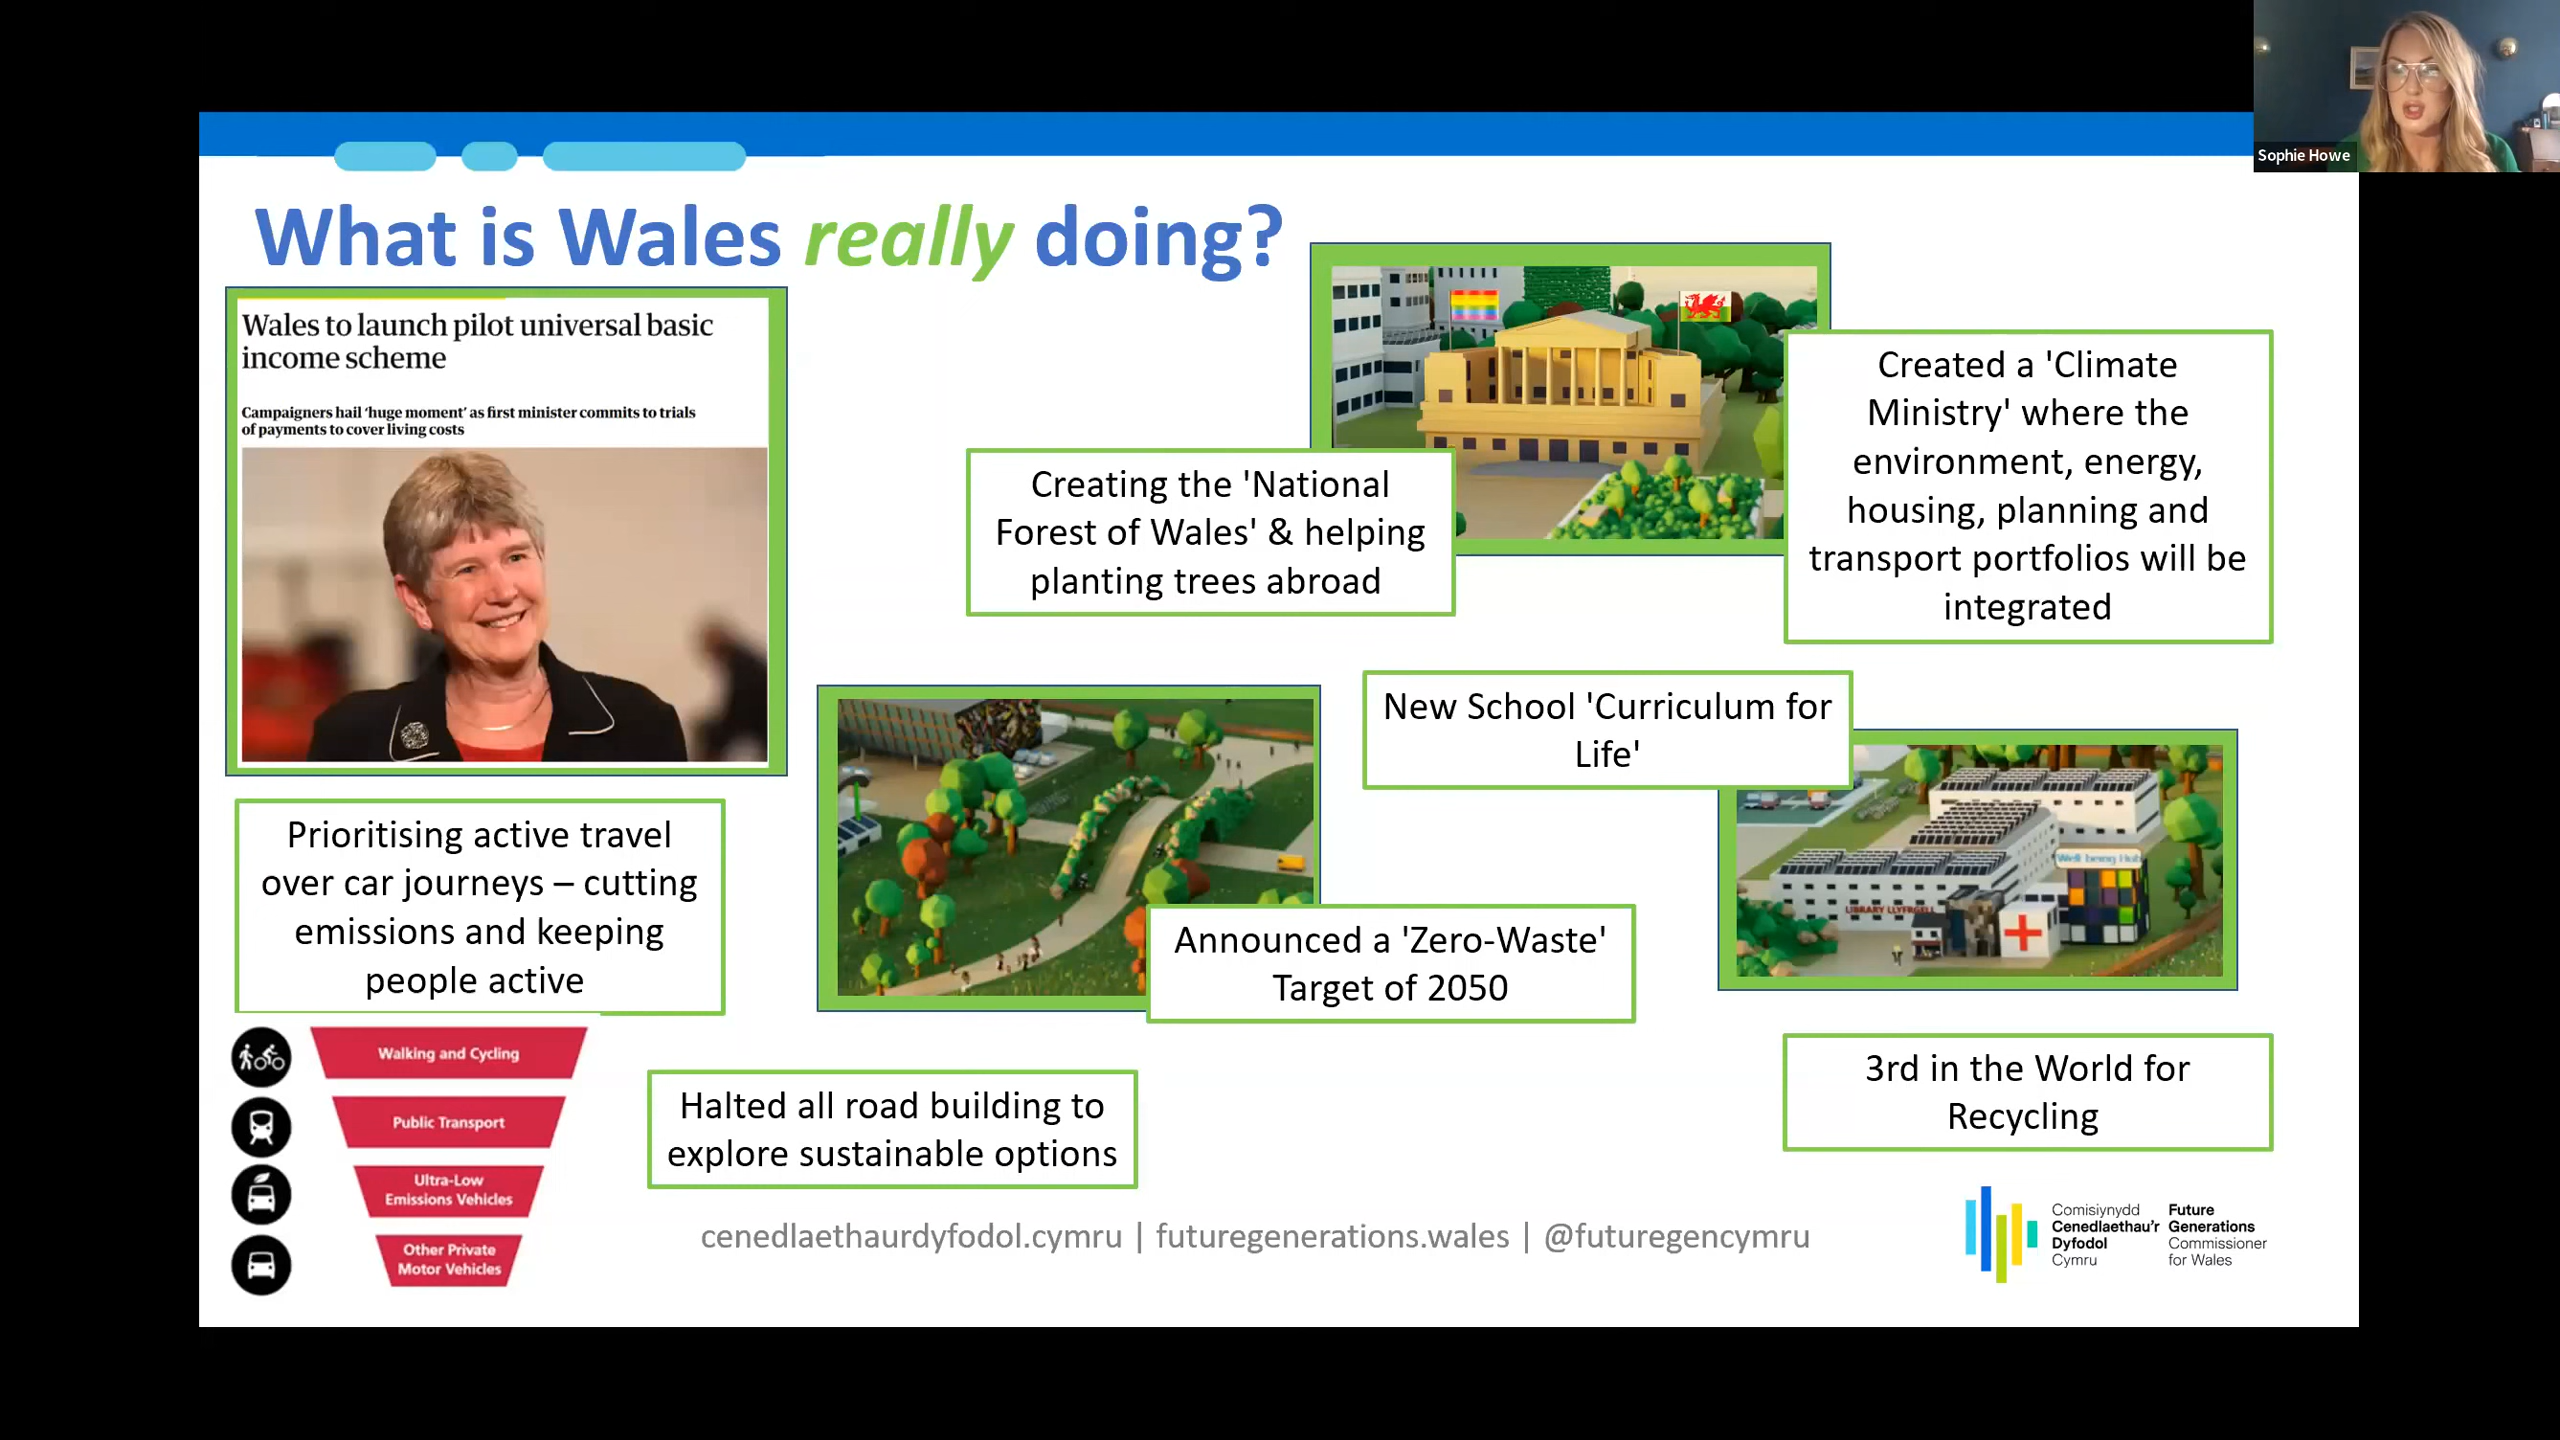 Sophie Howe
What is Wales really doing?
Wales to launch pilot universal basic
income scheme
Campaigners hail 'huge moment' as first minister commits to trials
of payments to cover living costs
Creating the 'National
Forest of Wales' & helping
planting trees abroad
Created a 'Climate
Ministry' where the
environment, energy,
housing, planning and
transport portfolios will be
integrated
New School 'Curriculum for
Life'
Well being Hub
LIBRARY LLYFRGELL
Prioritising active travel
over car journeys – cutting
emissions and keeping
people active
Announced a 'Zero-Waste'
Target of 2050
Walking and Cycling
Public Transport
Ultra-Low
Emissions Vehicles
Other Private
Motor Vehicles
Halted all road building to
explore sustainable options
3rd in the World for
Recycling
cenedlaethaurdyfodol.cymru | futuregenerations.wales | @futuregencymru
Comisiynydd
Cenedlaethau'r
Dyfodol
Cymru
Future
Generations
Commissioner
for Wales